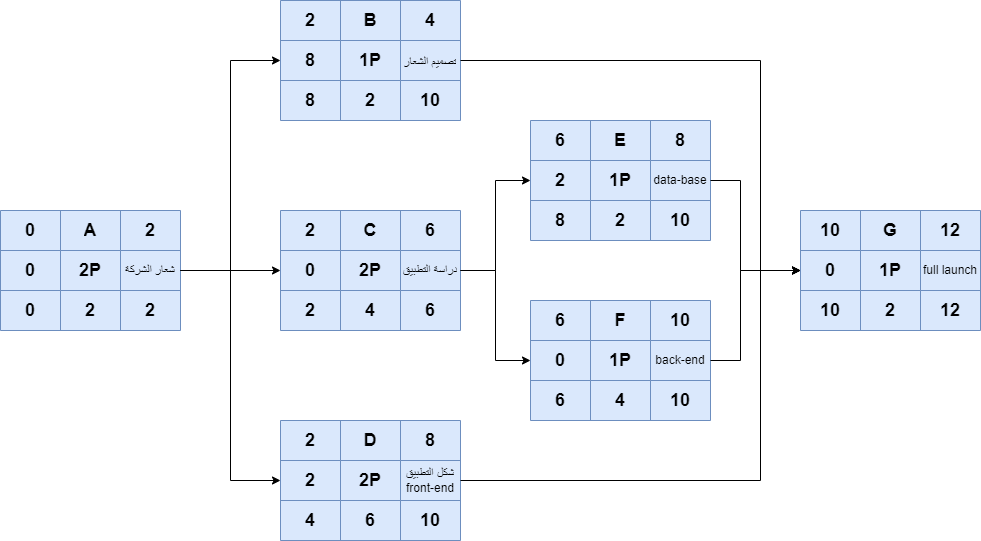 2 B 4
8 1P تصميم الشعار
8 2 10
6 E 8
2 1P data-base
8 2 10
0 A 2
0 2P شعار الشركة
0 2 2
2 C 6
0 2P دراسة التطبيق
2 4 6
10 G 12
0 1P full launch
10 2 12
6 F 10
0 1P back-end
6 4 10
2 D 8
2 2P شكل التطبيق
front-end
4 6 10